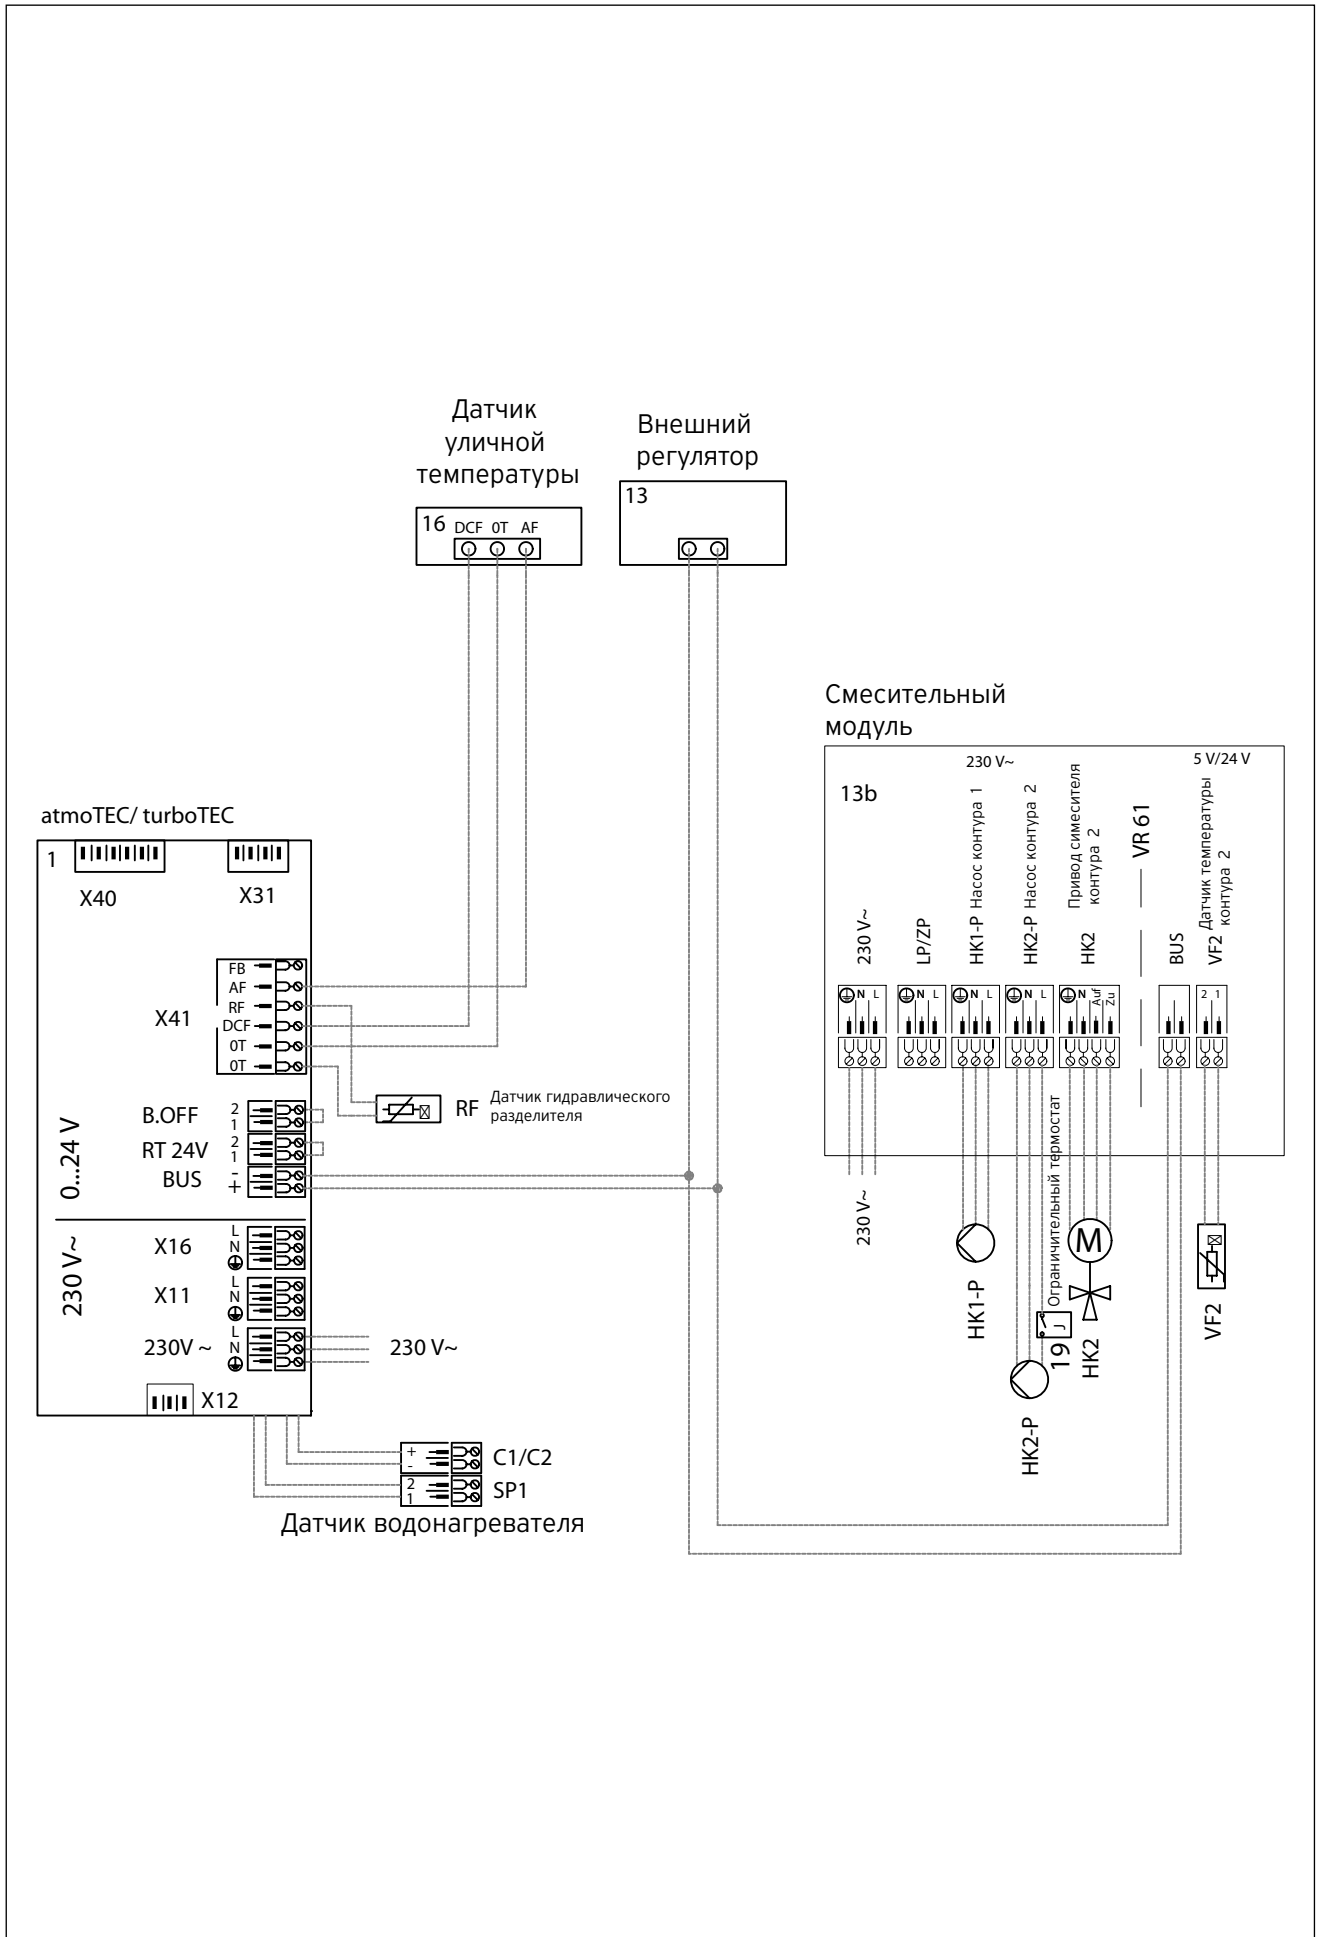 Датчик
уличной
температуры
16 DCF 0T AF
Внешний
регулятор
13
Смесительный
модуль
13b
230 V~
5 V/24 V
230 V~
LP/ZP
HK1-P Насос контура 1
HK2-P Насос контура 2
HK2
Привод симесителя
контура 2
VR 61
BUS
VF2
Датчик температуры
контура 2
N L
N L
N L
N L
N Auf Zu
2 1
230 V~
HK1-P
HK2-P
Ограничительный термостат
19
M
HK2
VF2
atmoTEC/ turboTEC
1
X40
X31
X41
FB
AF
RF
DCF
0T
0T
RF
Датчик гидравлического
разделителя
0...24 V
B.OFF
2
1
RT 24V
2
1
BUS
-
+
230 V~
X16
L
N
X11
L
N
230V ~
L
N
230 V~
X12
+
-
C1/C2
2
1
SP1
Датчик водонагревателя